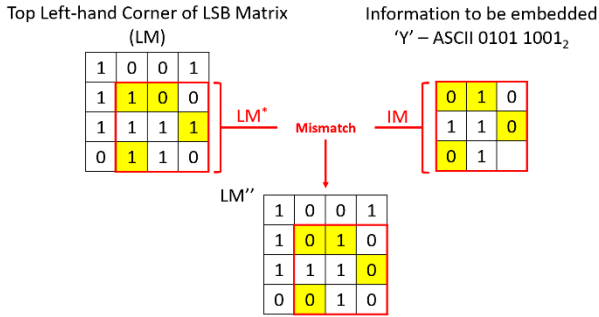 Top Left-hand Corner of LSB Matrix
(LM)
Information to be embedded
‘Y’ – ASCII 0101 1001₂
1 0 0 1
1 1 0 0
1 1 1 1
0 1 1 0
LM*
Mismatch
IM
0 1 0
1 1 0
0 1
LM’’
1 0 0 1
1 0 1 0
1 1 1 0
0 0 1 0